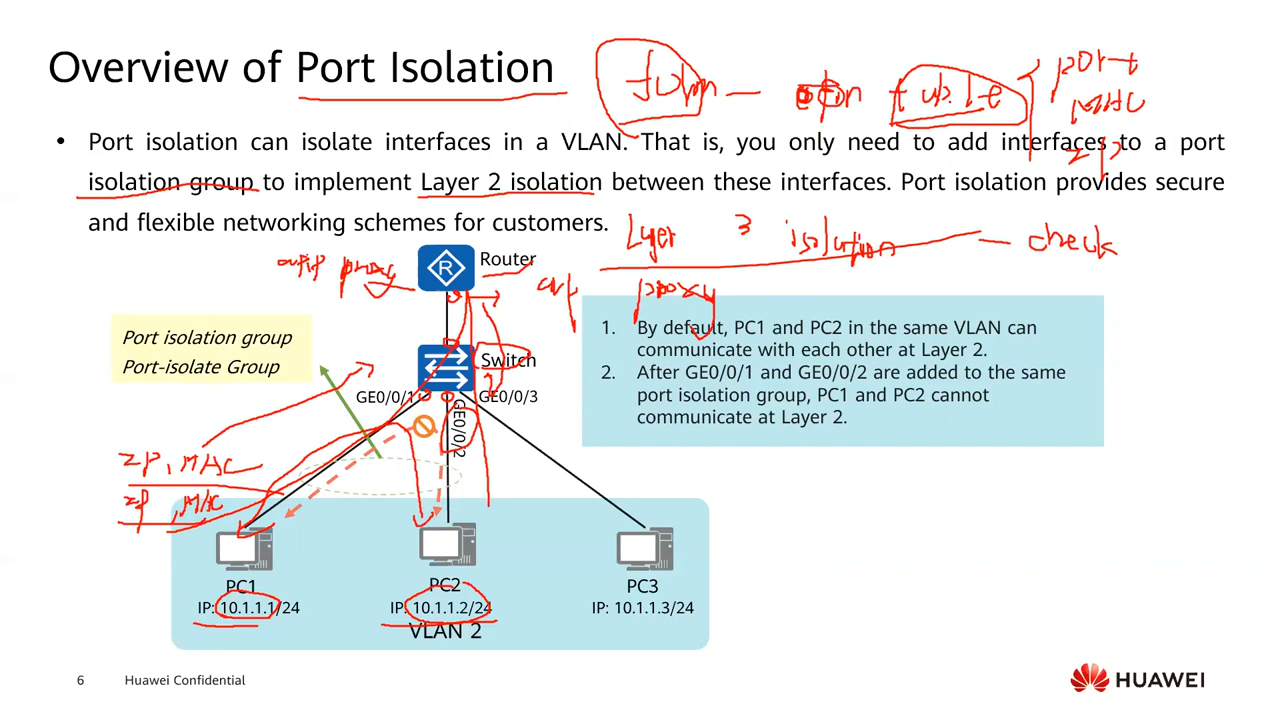 Overview of Port Isolation
table
port
MAC
IP
• Port isolation can isolate interfaces in a VLAN. That is, you only need to add interfaces to a port
isolation group to implement Layer 2 isolation between these interfaces. Port isolation provides secure
and flexible networking schemes for customers.
Layer 3 isolation — check
proxy
Router
arp proxy
Port isolation group
Port-isolate Group
Switch
GE0/0/1
GE0/0/2
GE0/0/3
1. By default, PC1 and PC2 in the same VLAN can
communicate with each other at Layer 2.
2. After GE0/0/1 and GE0/0/2 are added to the same
port isolation group, PC1 and PC2 cannot
communicate at Layer 2.
IP, MAC
IP, MAC
PC1
IP: 10.1.1.1/24
PC2
IP: 10.1.1.2/24
PC3
IP: 10.1.1.3/24
VLAN 2
6 Huawei Confidential
HUAWEI